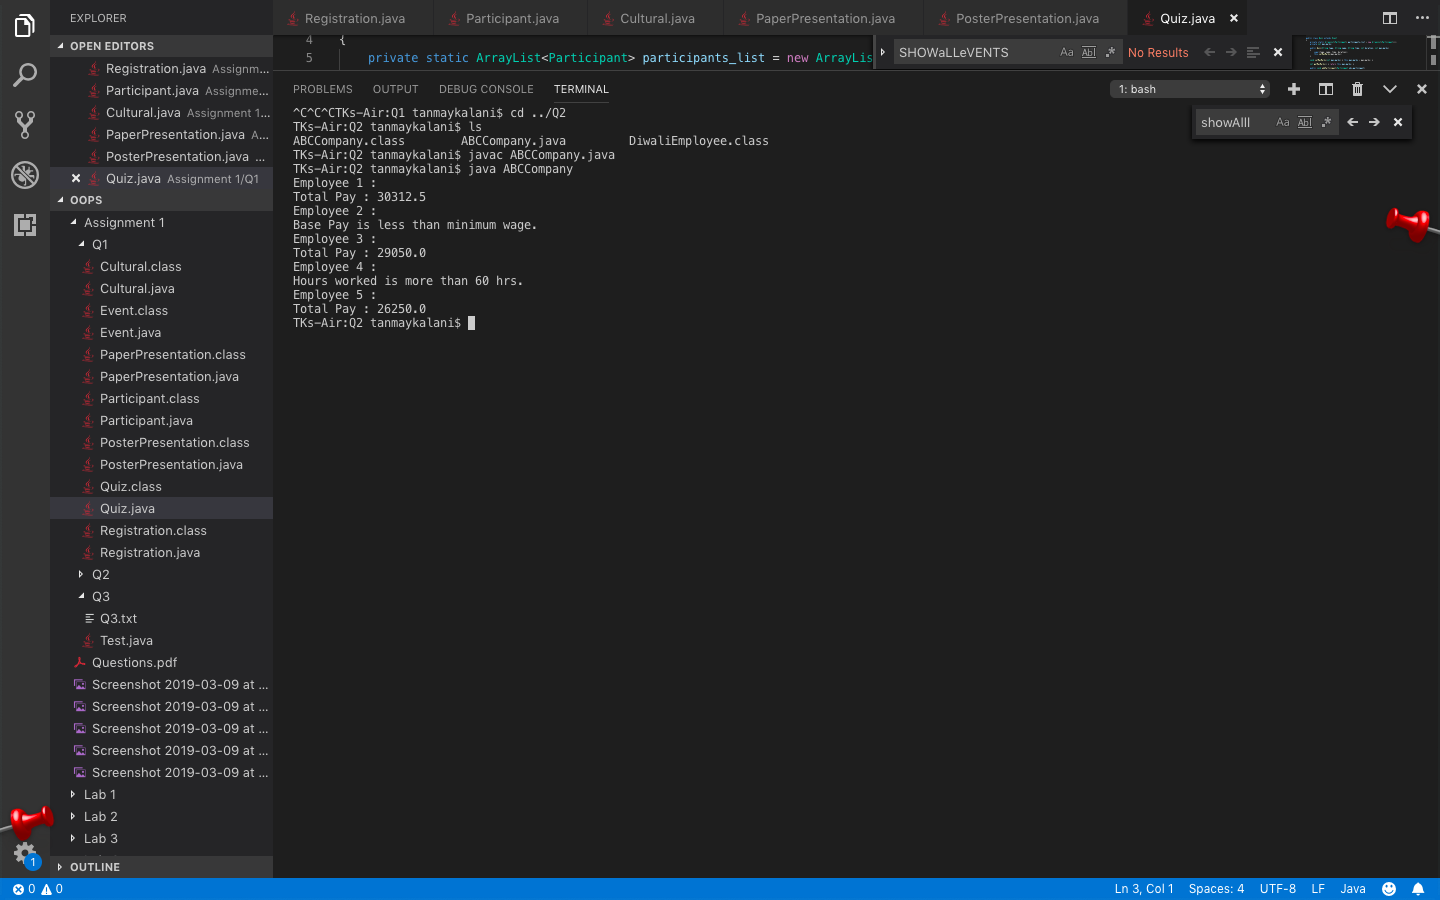 EXPLORER
OPEN EDITORS
Registration.java Assignm...
Participant.java Assignme...
Cultural.java Assignment 1...
PaperPresentation.java A...
PosterPresentation.java ...
Quiz.java Assignment 1/Q1
OOPS
Assignment 1
Q1
Cultural.class
Cultural.java
Event.class
Event.java
PaperPresentation.class
PaperPresentation.java
Participant.class
Participant.java
PosterPresentation.class
PosterPresentation.java
Quiz.class
Quiz.java
Registration.class
Registration.java
Q2
Q3
Q3.txt
Test.java
Questions.pdf
Screenshot 2019-03-09 at ...
Screenshot 2019-03-09 at ...
Screenshot 2019-03-09 at ...
Screenshot 2019-03-09 at ...
Screenshot 2019-03-09 at ...
Lab 1
Lab 2
Lab 3
OUTLINE
1
Registration.java Participant.java Cultural.java PaperPresentation.java PosterPresentation.java Quiz.java
4 {
5 private static ArrayList<Participant> participants_list = new ArrayLis
SHOWaLLeVENTS Aa Abl .* No Results
PROBLEMS OUTPUT DEBUG CONSOLE TERMINAL
1: bash
showAlll Aa Abl .*
^C^C^CTKs-Air:Q1 tanmaykalani$ cd ../Q2
TKs-Air:Q2 tanmaykalani$ ls
ABCCompany.class ABCCompany.java DiwaliEmployee.class
TKs-Air:Q2 tanmaykalani$ javac ABCCompany.java
TKs-Air:Q2 tanmaykalani$ java ABCCompany
Employee 1 :
Total Pay : 30312.5
Employee 2 :
Base Pay is less than minimum wage.
Employee 3 :
Total Pay : 29050.0
Employee 4 :
Hours worked is more than 60 hrs.
Employee 5 :
Total Pay : 26250.0
TKs-Air:Q2 tanmaykalani$
0 0
Ln 3, Col 1 Spaces: 4 UTF-8 LF Java